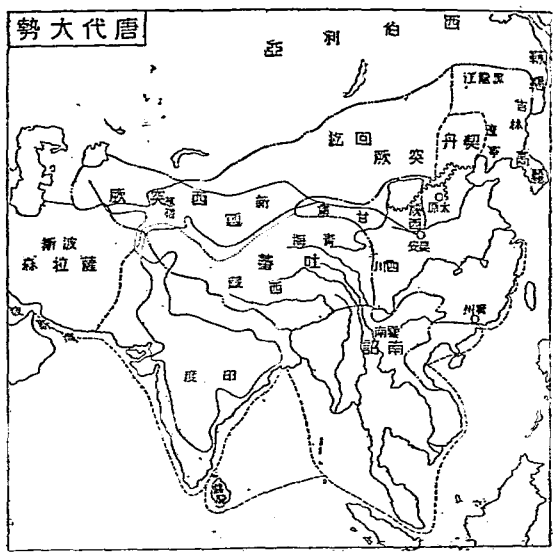 勢大代唐
亞利伯西
江龍黑
吉林
遼寧
高麗
丹契
訖回
厥突
厥突西
疆新
肅甘
海青
蕃吐
藏西
陝西
太原
長安
川四
波斯
薩拉森
度印
雲南
詔南
廣州